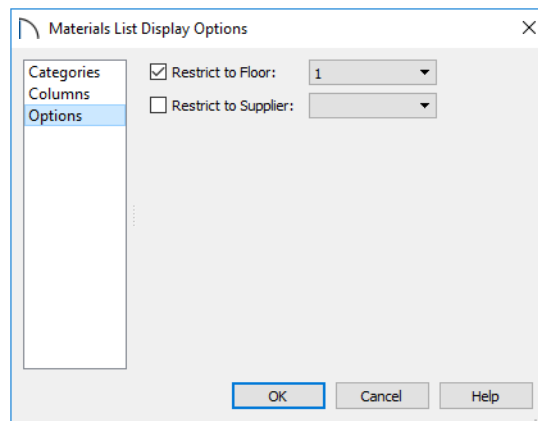 Materials List Display Options
Categories
Columns
Options
Restrict to Floor: 1
Restrict to Supplier:
OK Cancel Help